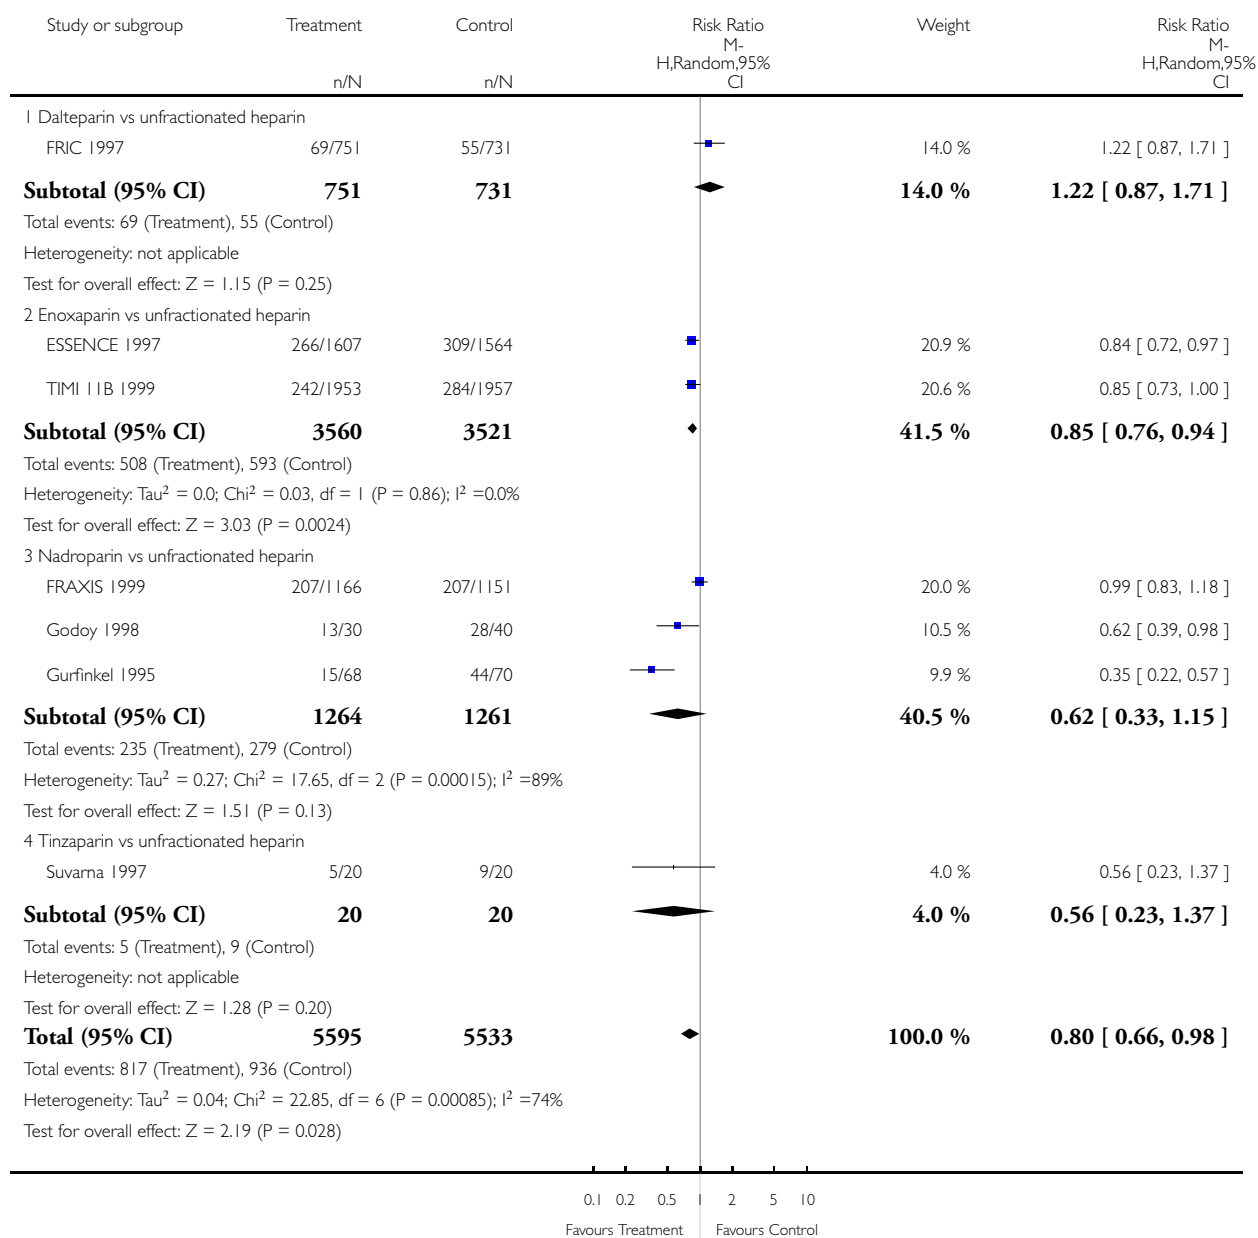 Study or subgroup Treatment Control Risk Ratio Weight Risk Ratio
M- M-
H,Random,95% H,Random,95%
n/N n/N CI CI
1 Dalteparin vs unfractionated heparin
FRIC 1997 69/751 55/731 14.0 % 1.22 [ 0.87, 1.71 ]
Subtotal (95% CI) 751 731 14.0 % 1.22 [ 0.87, 1.71 ]
Total events: 69 (Treatment), 55 (Control)
Heterogeneity: not applicable
Test for overall effect: Z = 1.15 (P = 0.25)
2 Enoxaparin vs unfractionated heparin
ESSENCE 1997 266/1607 309/1564 20.9 % 0.84 [ 0.72, 0.97 ]
TIMI 11B 1999 242/1953 284/1957 20.6 % 0.85 [ 0.73, 1.00 ]
Subtotal (95% CI) 3560 3521 41.5 % 0.85 [ 0.76, 0.94 ]
Total events: 508 (Treatment), 593 (Control)
Heterogeneity: Tau² = 0.0; Chi² = 0.03, df = 1 (P = 0.86); I² =0.0%
Test for overall effect: Z = 3.03 (P = 0.0024)
3 Nadroparin vs unfractionated heparin
FRAXIS 1999 207/1166 207/1151 20.0 % 0.99 [ 0.83, 1.18 ]
Godoy 1998 13/30 28/40 10.5 % 0.62 [ 0.39, 0.98 ]
Gurfinkel 1995 15/68 44/70 9.9 % 0.35 [ 0.22, 0.57 ]
Subtotal (95% CI) 1264 1261 40.5 % 0.62 [ 0.33, 1.15 ]
Total events: 235 (Treatment), 279 (Control)
Heterogeneity: Tau² = 0.27; Chi² = 17.65, df = 2 (P = 0.00015); I² =89%
Test for overall effect: Z = 1.51 (P = 0.13)
4 Tinzaparin vs unfractionated heparin
Suvarna 1997 5/20 9/20 4.0 % 0.56 [ 0.23, 1.37 ]
Subtotal (95% CI) 20 20 4.0 % 0.56 [ 0.23, 1.37 ]
Total events: 5 (Treatment), 9 (Control)
Heterogeneity: not applicable
Test for overall effect: Z = 1.28 (P = 0.20)
Total (95% CI) 5595 5533 100.0 % 0.80 [ 0.66, 0.98 ]
Total events: 817 (Treatment), 936 (Control)
Heterogeneity: Tau² = 0.04; Chi² = 22.85, df = 6 (P = 0.00085); I² =74%
Test for overall effect: Z = 2.19 (P = 0.028)
0.1 0.2 0.5 1 2 5 10
Favours Treatment Favours Control